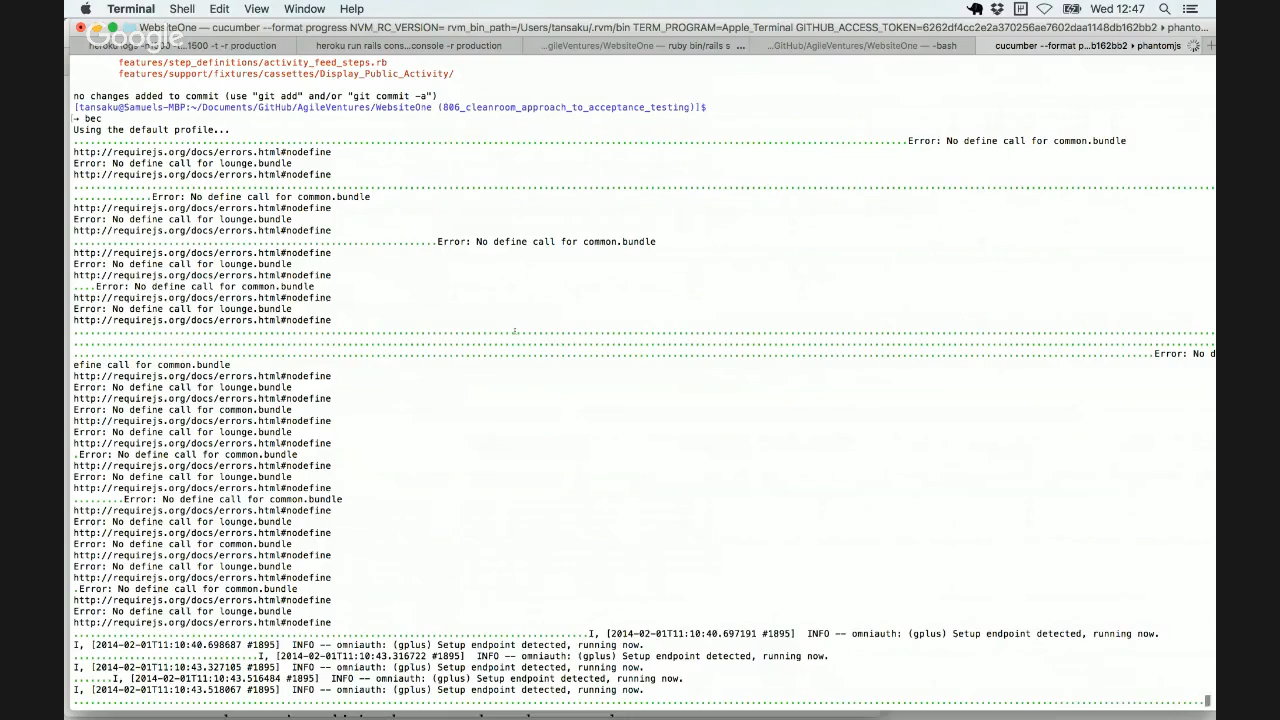 Terminal Shell Edit View Window Help Wed 12:47
WebsiteOne — cucumber --format progress NVM_RC_VERSION= rvm_bin_path=/Users/tansaku/.rvm/bin TERM_PROGRAM=Apple_Terminal
Google
heroku run rails cons...console -r production ...gileVentures/WebsiteOne — ruby bin/rails s ... ...GitHub/AgileVentures/WebsiteOne — -bash cucumber --format p...b162bb2 ▸ phantomjs
features/step_definitions/activity_feed_steps.rb
features/support/fixtures/cassettes/Display_Public_Activity/
no changes added to commit (use "git add" and/or "git commit -a")
[tansaku@Samuels-MBP:~/Documents/GitHub/AgileVentures/WebsiteOne (806_cleanroom_approach_to_acceptance_testing)]$
→ bec
Using the default profile...
Error: No define call for common.bundle
http://requirejs.org/docs/errors.html#nodefine
Error: No define call for lounge.bundle
http://requirejs.org/docs/errors.html#nodefine
Error: No define call for common.bundle
http://requirejs.org/docs/errors.html#nodefine
Error: No define call for lounge.bundle
http://requirejs.org/docs/errors.html#nodefine
Error: No define call for common.bundle
http://requirejs.org/docs/errors.html#nodefine
Error: No define call for lounge.bundle
http://requirejs.org/docs/errors.html#nodefine
....Error: No define call for common.bundle
http://requirejs.org/docs/errors.html#nodefine
Error: No define call for lounge.bundle
http://requirejs.org/docs/errors.html#nodefine
Error: No d
efine call for common.bundle
http://requirejs.org/docs/errors.html#nodefine
Error: No define call for lounge.bundle
http://requirejs.org/docs/errors.html#nodefine
Error: No define call for common.bundle
http://requirejs.org/docs/errors.html#nodefine
Error: No define call for lounge.bundle
http://requirejs.org/docs/errors.html#nodefine
.Error: No define call for common.bundle
http://requirejs.org/docs/errors.html#nodefine
Error: No define call for lounge.bundle
http://requirejs.org/docs/errors.html#nodefine
.........Error: No define call for common.bundle
http://requirejs.org/docs/errors.html#nodefine
Error: No define call for lounge.bundle
http://requirejs.org/docs/errors.html#nodefine
Error: No define call for common.bundle
http://requirejs.org/docs/errors.html#nodefine
Error: No define call for lounge.bundle
http://requirejs.org/docs/errors.html#nodefine
.Error: No define call for common.bundle
http://requirejs.org/docs/errors.html#nodefine
Error: No define call for lounge.bundle
http://requirejs.org/docs/errors.html#nodefine
I, [2014-02-01T11:10:40.697191 #1895] INFO -- omniauth: (gplus) Setup endpoint detected, running now.
I, [2014-02-01T11:10:40.698687 #1895] INFO -- omniauth: (gplus) Setup endpoint detected, running now.
I, [2014-02-01T11:10:43.316722 #1895] INFO -- omniauth: (gplus) Setup endpoint detected, running now.
I, [2014-02-01T11:10:43.327105 #1895] INFO -- omniauth: (gplus) Setup endpoint detected, running now.
.......I, [2014-02-01T11:10:43.516484 #1895] INFO -- omniauth: (gplus) Setup endpoint detected, running now.
I, [2014-02-01T11:10:43.518067 #1895] INFO -- omniauth: (gplus) Setup endpoint detected, running now.